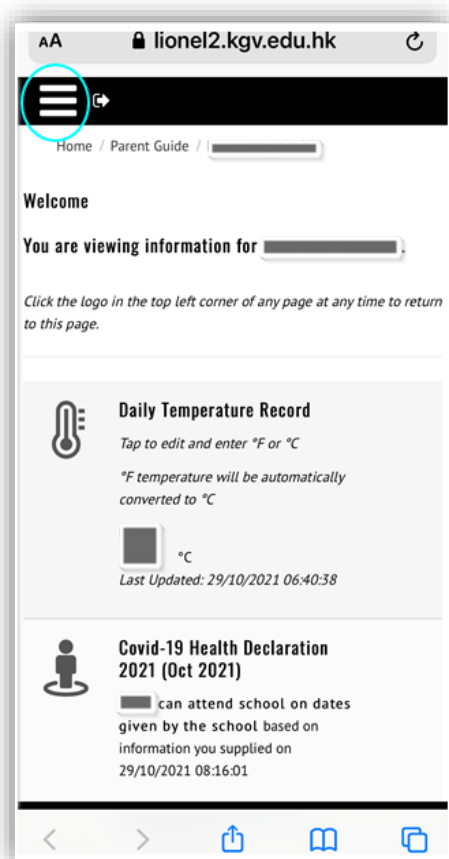 AA lionel2.kgv.edu.hk
Home / Parent Guide /
Welcome
You are viewing information for .
Click the logo in the top left corner of any page at any time to return
to this page.
Daily Temperature Record
Tap to edit and enter °F or °C
°F temperature will be automatically
converted to °C
°C
Last Updated: 29/10/2021 06:40:38
Covid-19 Health Declaration
2021 (Oct 2021)
can attend school on dates
given by the school based on
information you supplied on
29/10/2021 08:16:01